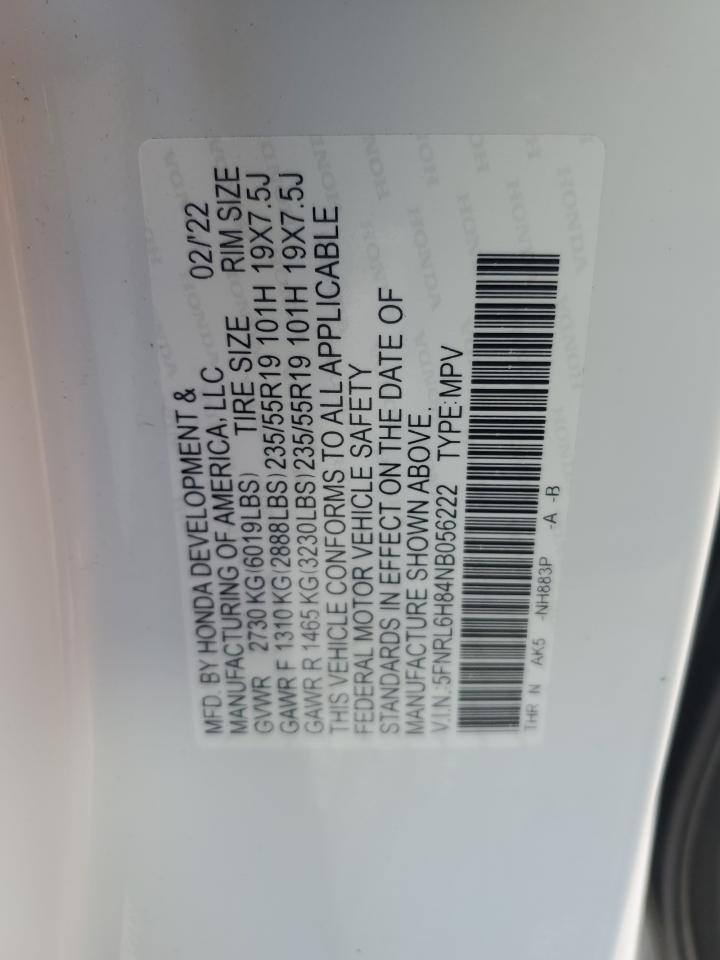 MFD. BY HONDA DEVELOPMENT &
MANUFACTURING OF AMERICA, LLC 02/'22
GVWR 2730 KG(6019LBS) TIRE SIZE RIM SIZE
GAWR F 1310 KG(2888LBS)235/55R19 101H 19X7.5J
GAWR R 1465 KG(3230LBS)235/55R19 101H 19X7.5J
THIS VEHICLE CONFORMS TO ALL APPLICABLE
FEDERAL MOTOR VEHICLE SAFETY
STANDARDS IN EFFECT ON THE DATE OF
MANUFACTURE SHOWN ABOVE.
V.I.N.:5FNRL6H84NB056222 TYPE:MPV
THR N AK5 -NH883P -A -B